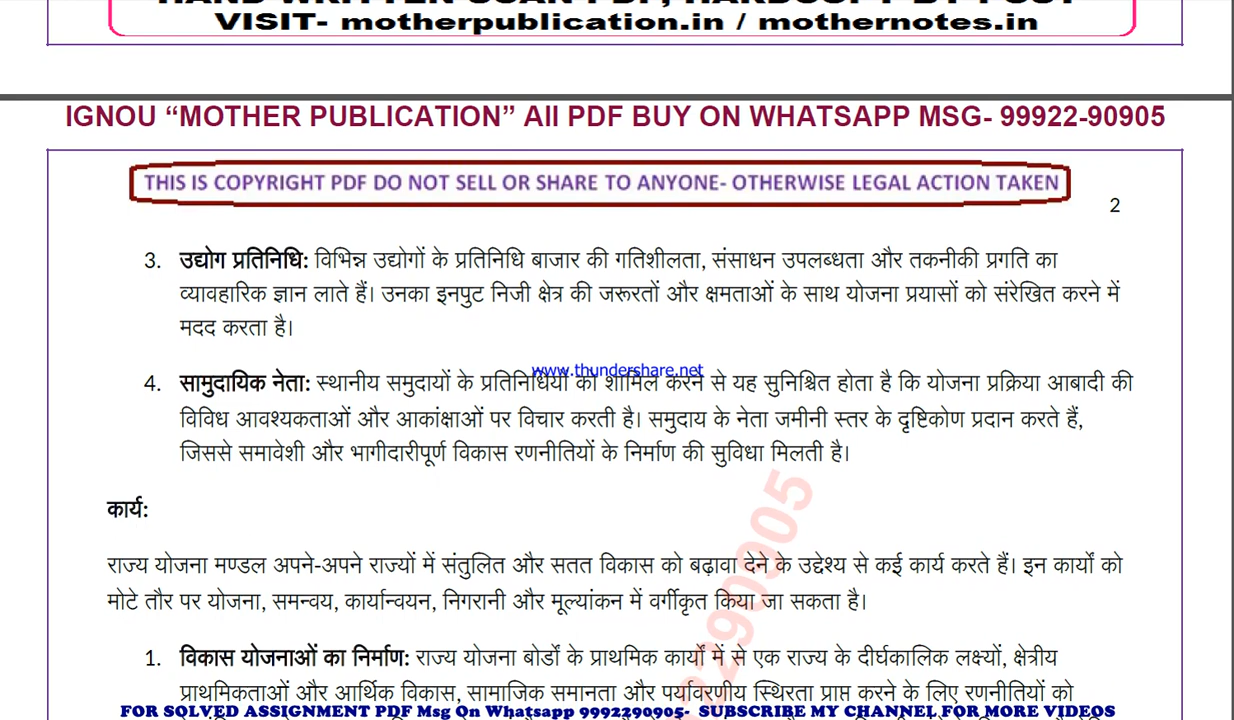 VISIT- motherpublication.in / mothernotes.in
IGNOU “MOTHER PUBLICATION” All PDF BUY ON WHATSAPP MSG- 99922-90905
THIS IS COPYRIGHT PDF DO NOT SELL OR SHARE TO ANYONE- OTHERWISE LEGAL ACTION TAKEN
2
3. उद्योग प्रतिनिधि: विभिन्न उद्योगों के प्रतिनिधि बाजार की गतिशीलता, संसाधन उपलब्धता और तकनीकी प्रगति का
व्यावहारिक ज्ञान लाते हैं। उनका इनपुट निजी क्षेत्र की जरूरतों और क्षमताओं के साथ योजना प्रयासों को संरेखित करने में
मदद करता है।
www.thundershare.net
4. सामुदायिक नेता: स्थानीय समुदायों के प्रतिनिधियों को शामिल करने से यह सुनिश्चित होता है कि योजना प्रक्रिया आबादी की
विविध आवश्यकताओं और आकांक्षाओं पर विचार करती है। समुदाय के नेता जमीनी स्तर के दृष्टिकोण प्रदान करते हैं,
जिससे समावेशी और भागीदारीपूर्ण विकास रणनीतियों के निर्माण की सुविधा मिलती है।
कार्य:
राज्य योजना मण्डल अपने-अपने राज्यों में संतुलित और सतत विकास को बढ़ावा देने के उद्देश्य से कई कार्य करते हैं। इन कार्यों को
मोटे तौर पर योजना, समन्वय, कार्यान्वयन, निगरानी और मूल्यांकन में वर्गीकृत किया जा सकता है।
1. विकास योजनाओं का निर्माण: राज्य योजना बोर्डों के प्राथमिक कार्यों में से एक राज्य के दीर्घकालिक लक्ष्यों, क्षेत्रीय
प्राथमिकताओं और आर्थिक विकास, सामाजिक समानता और पर्यावरणीय स्थिरता प्राप्त करने के लिए रणनीतियों को
FOR SOLVED ASSIGNMENT PDF Msg On Whatsapp 9992290905- SUBSCRIBE MY CHANNEL FOR MORE VIDEOS